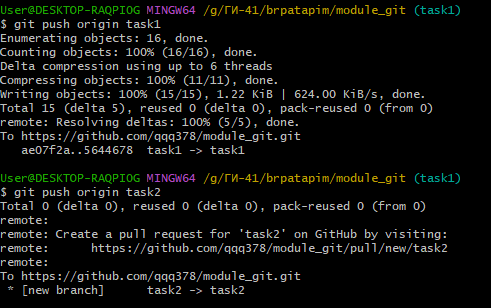 User@DESKTOP-RAQPIOG MINGW64 /g/ГИ-41/brpatapim/module_git (task1)
$ git push origin task1
Enumerating objects: 16, done.
Counting objects: 100% (16/16), done.
Delta compression using up to 6 threads
Compressing objects: 100% (11/11), done.
Writing objects: 100% (15/15), 1.22 KiB | 624.00 KiB/s, done.
Total 15 (delta 5), reused 0 (delta 0), pack-reused 0 (from 0)
remote: Resolving deltas: 100% (5/5), done.
To https://github.com/qqq378/module_git.git
   ae07f2a..5644678  task1 -> task1
User@DESKTOP-RAQPIOG MINGW64 /g/ГИ-41/brpatapim/module_git (task1)
$ git push origin task2
Total 0 (delta 0), reused 0 (delta 0), pack-reused 0 (from 0)
remote:
remote: Create a pull request for 'task2' on GitHub by visiting:
remote:      https://github.com/qqq378/module_git/pull/new/task2
remote:
To https://github.com/qqq378/module_git.git
 * [new branch]      task2 -> task2